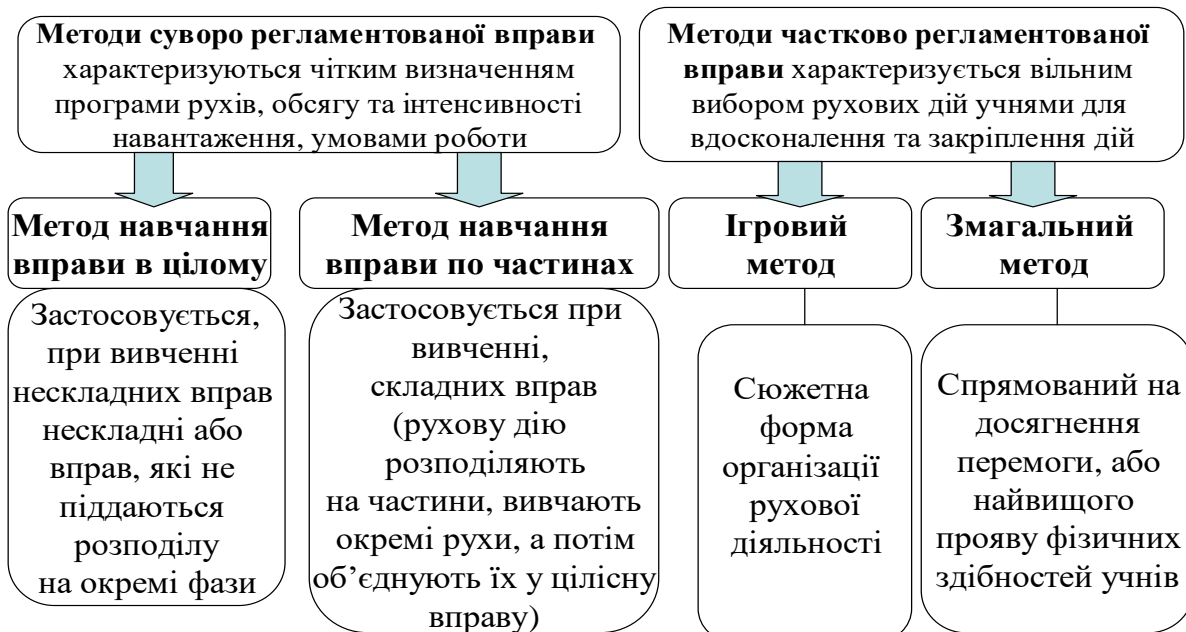 Методи суворо регламентованої вправи
характеризуються чітким визначенням
програми рухів, обсягу та інтенсивності
навантаження, умовами роботи
Методи частково регламентованої
вправи характеризується вільним
вибором рухових дій учнями для
вдосконалення та закріплення дій
Метод навчання
вправи в цілому
Метод навчання
вправи по частинах
Ігровий
метод
Змагальний
метод
Застосовується,
при вивченні
нескладних вправ
нескладні або
вправ, які не
піддаються
розподілу
на окремі фази
Застосовується при
вивченні,
складних вправ
(рухову дію
розподіляють
на частини, вивчають
окремі рухи, а потім
об’єднують їх у цілісну
вправу)
Сюжетна
форма
організації
рухової
діяльності
Спрямований на
досягнення
перемоги, або
найвищого
прояву фізичних
здібностей учнів